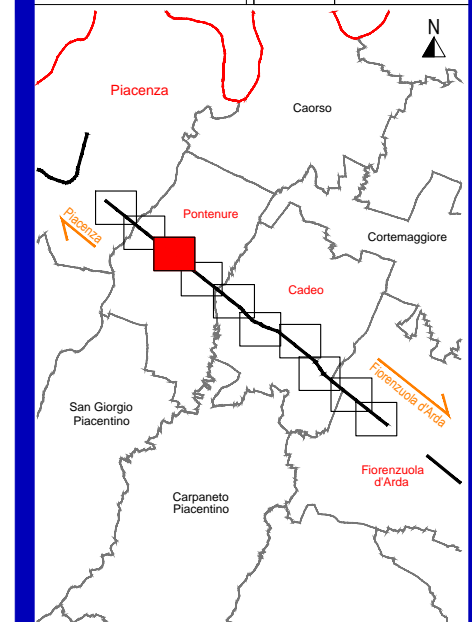 N
Piacenza
Caorso
Pontenure
Piacenza
Cortemaggiore
Cadeo
Fiorenzuola d'Arda
San Giorgio
Piacentino
Fiorenzuola
d'Arda
Carpaneto
Piacentino